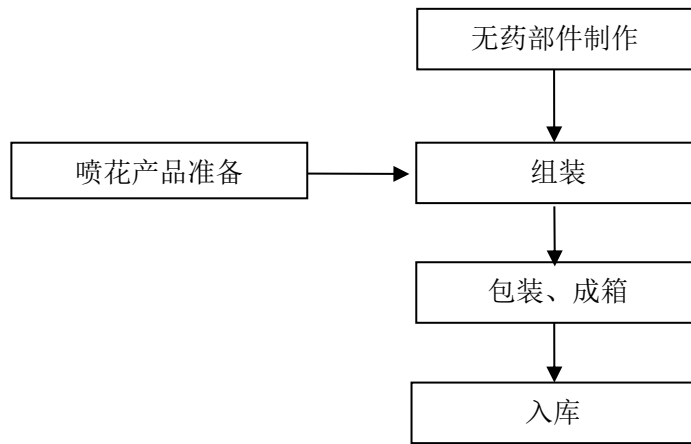 无药部件制作
喷花产品准备
组装
包装、成箱
入库